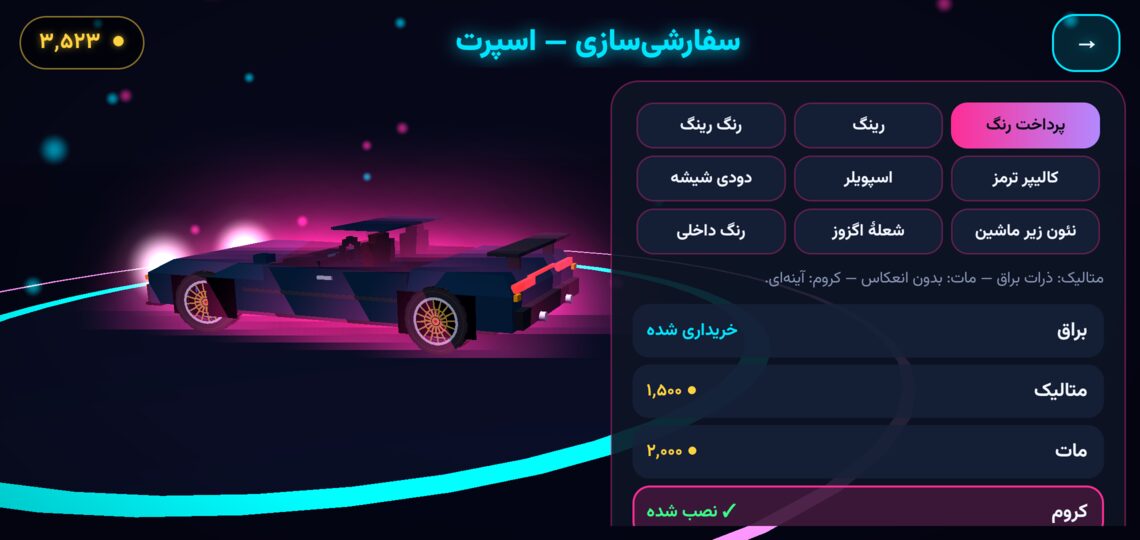 →
سفارشی‌سازی — اسپرت
۳,۵۲۳
پرداخت رنگ
رینگ
رنگ رینگ
کالیپر ترمز
اسپویلر
دودی شیشه
نئون زیر ماشین
شعلهٔ اگزوز
رنگ داخلی
متالیک: ذرات براق — مات: بدون انعکاس — کروم: آینه‌ای.
براق
خریداری شده
متالیک
۱,۵۰۰
مات
۲,۰۰۰
کروم
✓ نصب شده